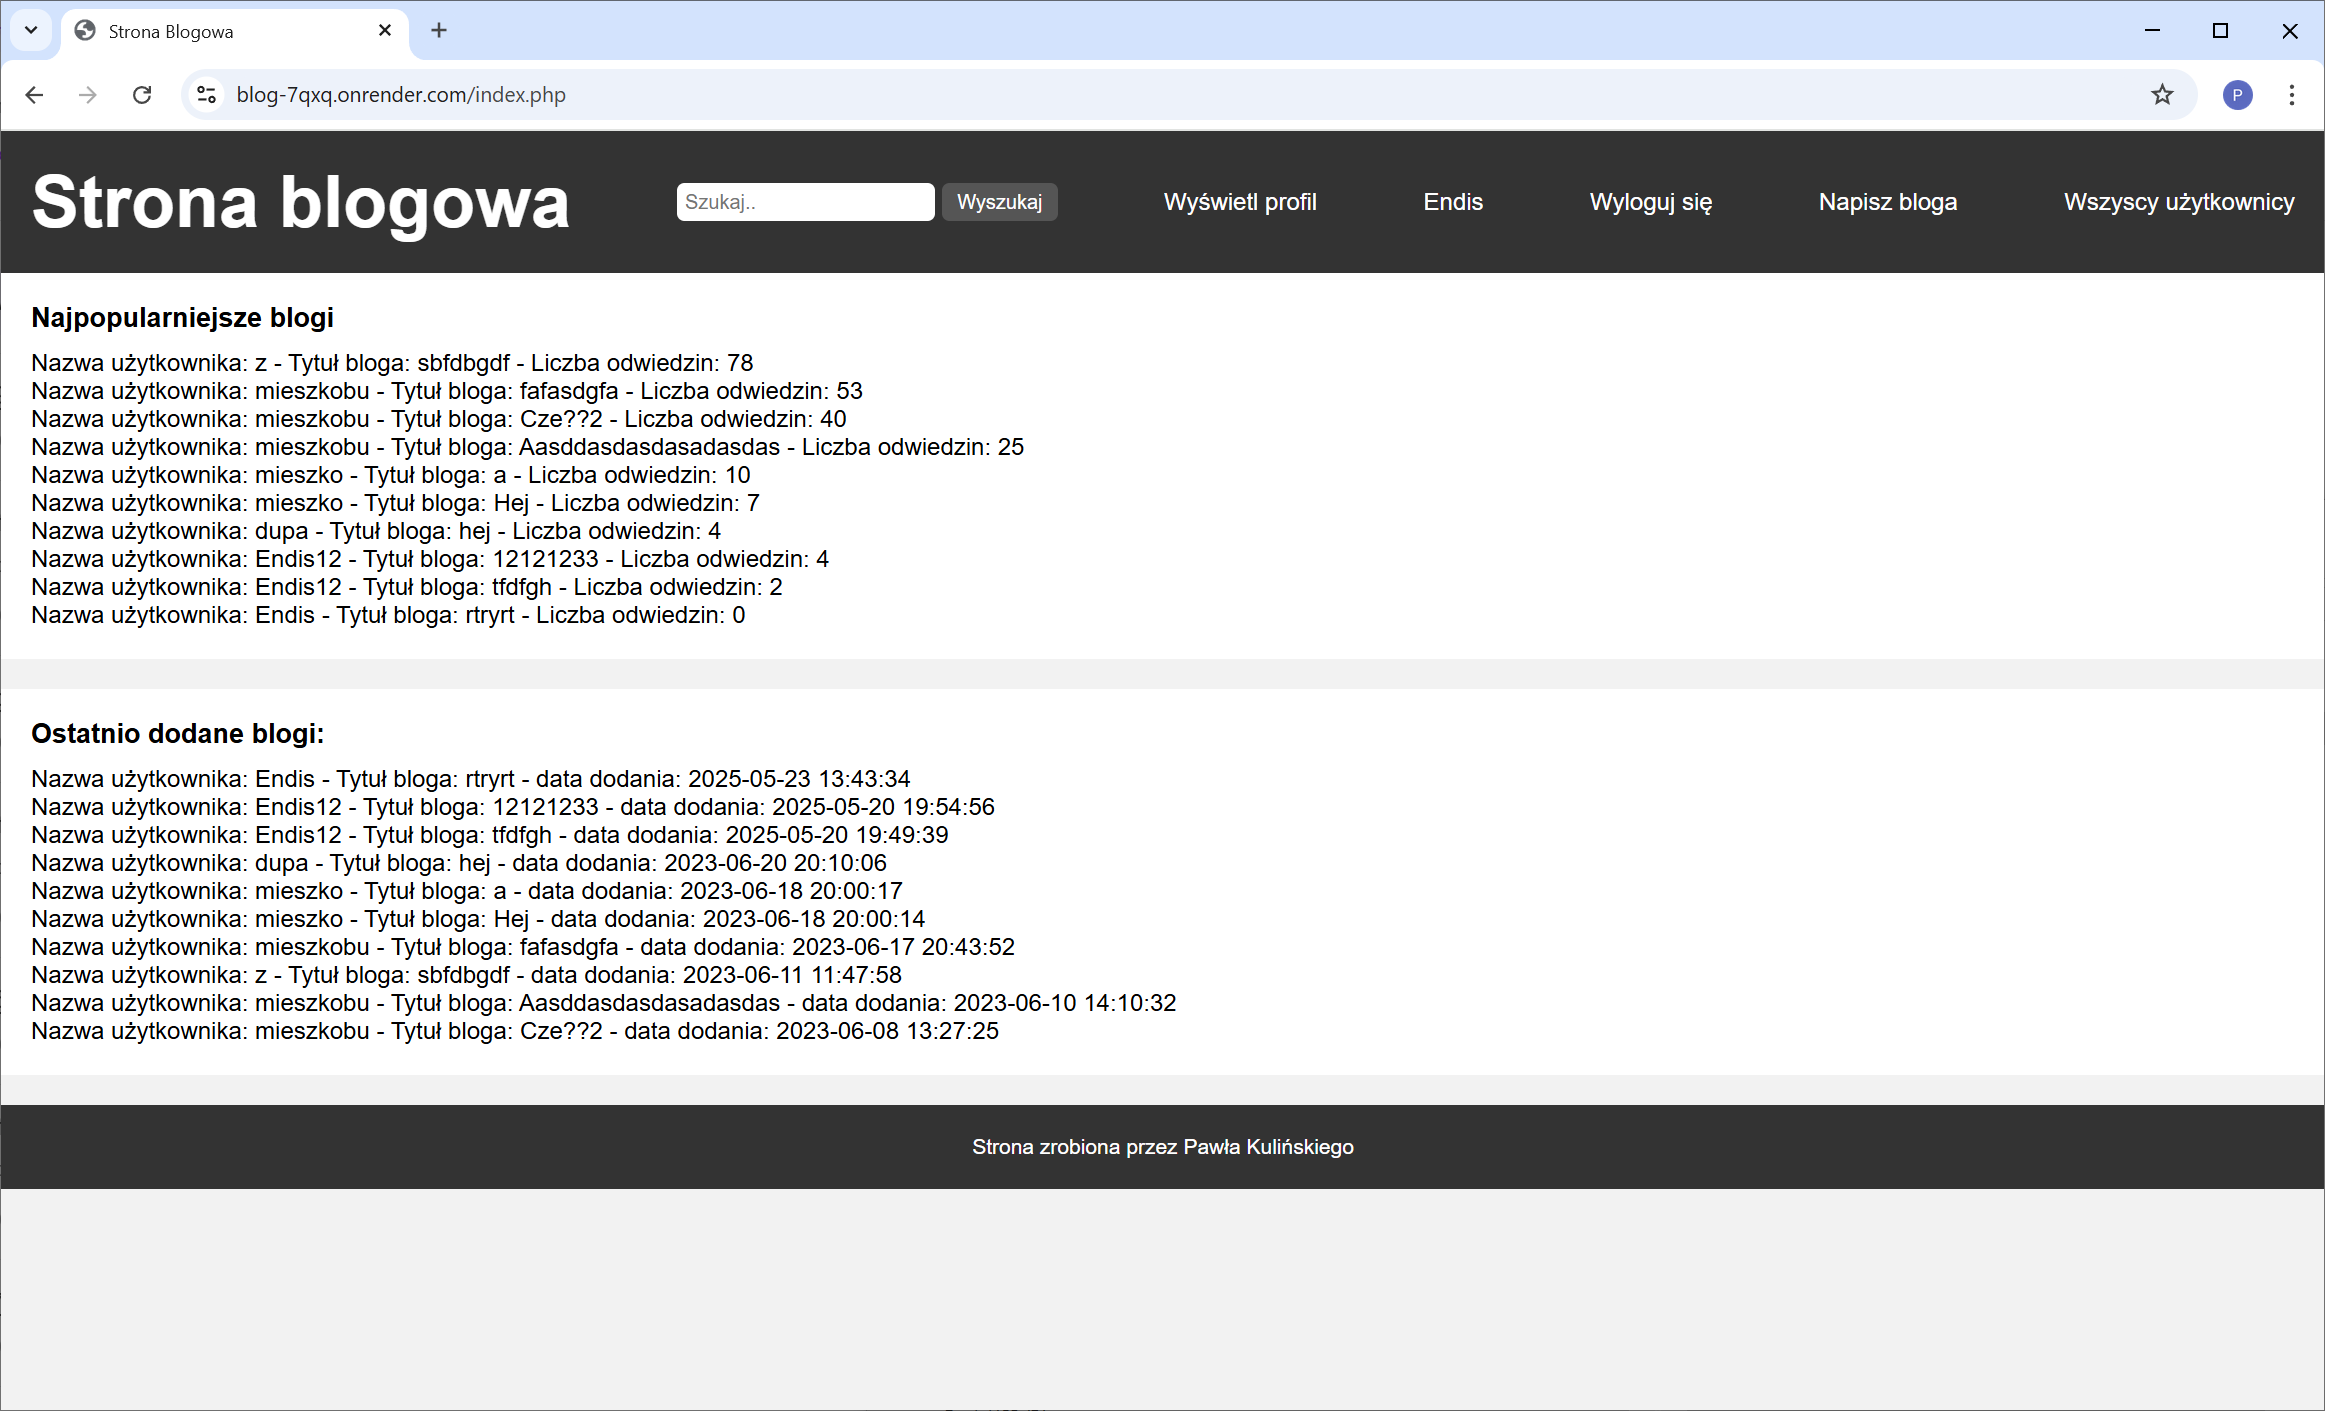 Strona Blogowa
blog-7qxq.onrender.com/index.php
P
Strona blogowa
Szukaj..
Wyszukaj
Wyświetl profil
Endis
Wyloguj się
Napisz bloga
Wszyscy użytkownicy
Najpopularniejsze blogi
Nazwa użytkownika: z - Tytuł bloga: sbfdbgdf - Liczba odwiedzin: 78
Nazwa użytkownika: mieszkobu - Tytuł bloga: fafasdgfa - Liczba odwiedzin: 53
Nazwa użytkownika: mieszkobu - Tytuł bloga: Cze??2 - Liczba odwiedzin: 40
Nazwa użytkownika: mieszkobu - Tytuł bloga: Aasddasdasdasadasdas - Liczba odwiedzin: 25
Nazwa użytkownika: mieszko - Tytuł bloga: a - Liczba odwiedzin: 10
Nazwa użytkownika: mieszko - Tytuł bloga: Hej - Liczba odwiedzin: 7
Nazwa użytkownika: dupa - Tytuł bloga: hej - Liczba odwiedzin: 4
Nazwa użytkownika: Endis12 - Tytuł bloga: 12121233 - Liczba odwiedzin: 4
Nazwa użytkownika: Endis12 - Tytuł bloga: tfdfgh - Liczba odwiedzin: 2
Nazwa użytkownika: Endis - Tytuł bloga: rtryrt - Liczba odwiedzin: 0
Ostatnio dodane blogi:
Nazwa użytkownika: Endis - Tytuł bloga: rtryrt - data dodania: 2025-05-23 13:43:34
Nazwa użytkownika: Endis12 - Tytuł bloga: 12121233 - data dodania: 2025-05-20 19:54:56
Nazwa użytkownika: Endis12 - Tytuł bloga: tfdfgh - data dodania: 2025-05-20 19:49:39
Nazwa użytkownika: dupa - Tytuł bloga: hej - data dodania: 2023-06-20 20:10:06
Nazwa użytkownika: mieszko - Tytuł bloga: a - data dodania: 2023-06-18 20:00:17
Nazwa użytkownika: mieszko - Tytuł bloga: Hej - data dodania: 2023-06-18 20:00:14
Nazwa użytkownika: mieszkobu - Tytuł bloga: fafasdgfa - data dodania: 2023-06-17 20:43:52
Nazwa użytkownika: z - Tytuł bloga: sbfdbgdf - data dodania: 2023-06-11 11:47:58
Nazwa użytkownika: mieszkobu - Tytuł bloga: Aasddasdasdasadasdas - data dodania: 2023-06-10 14:10:32
Nazwa użytkownika: mieszkobu - Tytuł bloga: Cze??2 - data dodania: 2023-06-08 13:27:25
Strona zrobiona przez Pawła Kulińskiego